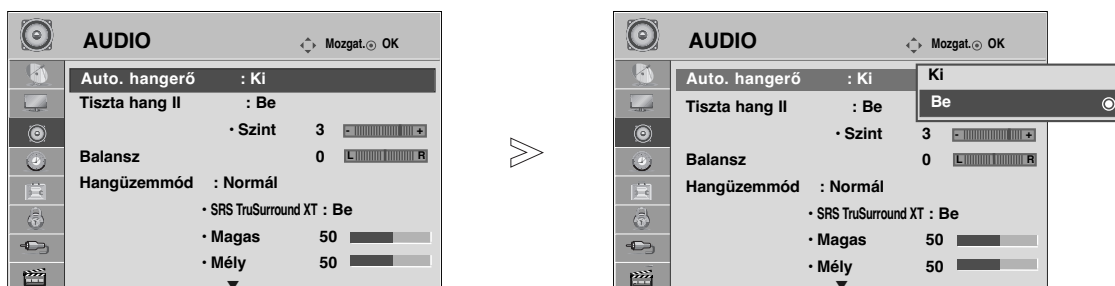 AUDIO Mozgat. OK
Auto. hangerő : Ki
Tiszta hang II : Be
• Szint 3 - +
Balansz 0 L R
Hangüzemmód : Normál
• SRS TruSurround XT : Be
• Magas 50
• Mély 50
AUDIO Mozgat. OK
Auto. hangerő : Ki
Ki
Be
Tiszta hang II : Be
• Szint 3 - +
Balansz 0 L R
Hangüzemmód : Normál
• SRS TruSurround XT : Be
• Magas 50
• Mély 50